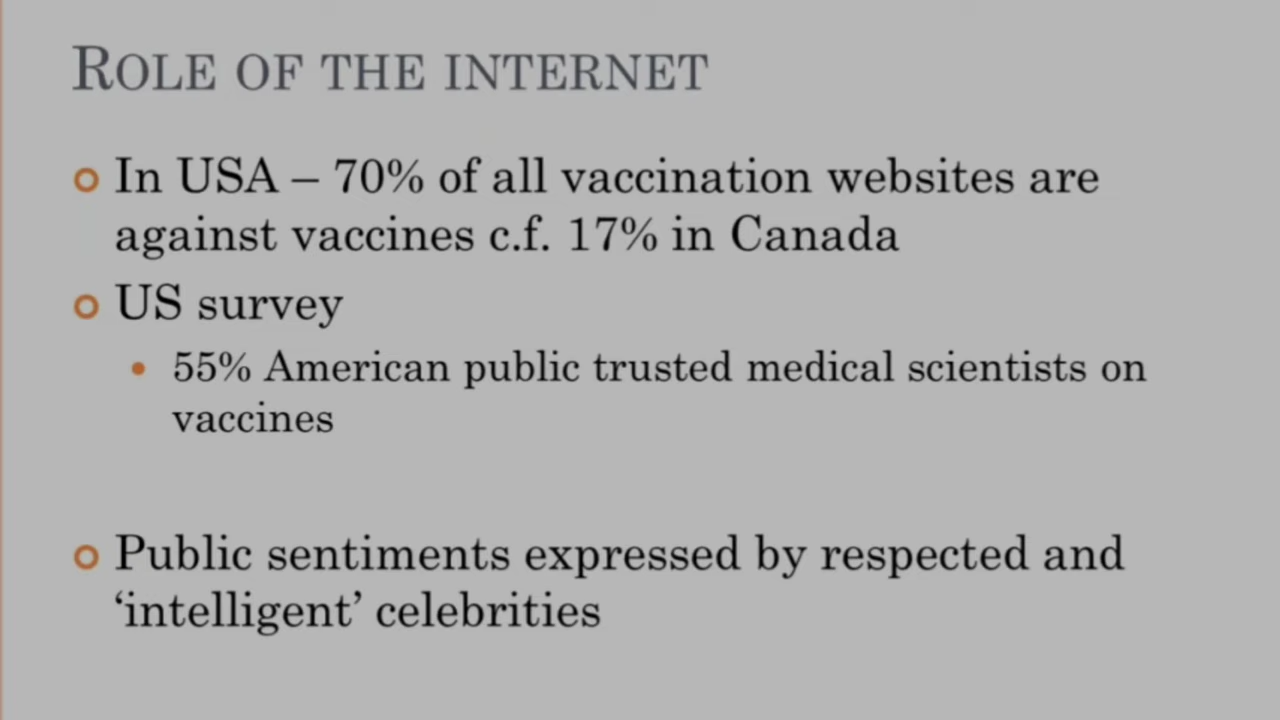 ROLE OF THE INTERNET
In USA – 70% of all vaccination websites are
against vaccines c.f. 17% in Canada
US survey
55% American public trusted medical scientists on
vaccines
Public sentiments expressed by respected and
‘intelligent’ celebrities